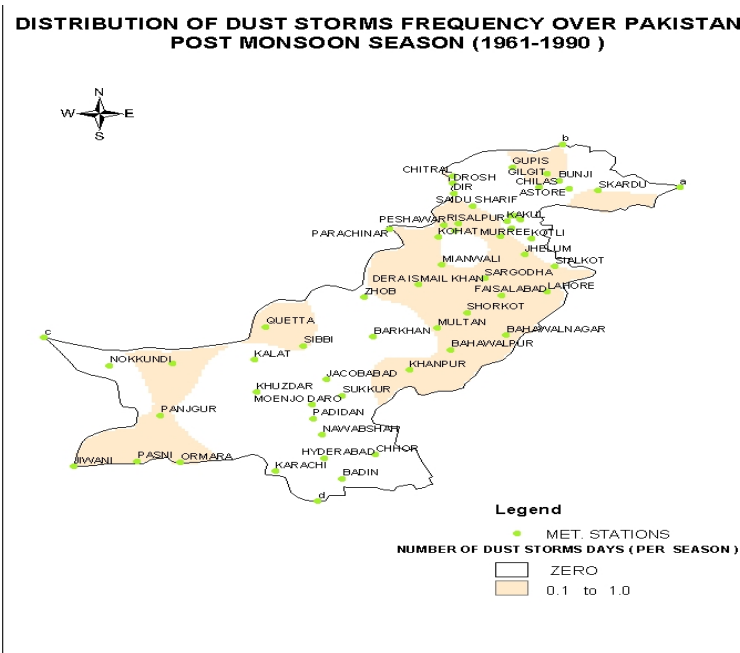 DISTRIBUTION OF DUST STORMS FREQUENCY OVER PAKISTAN
POST MONSOON SEASON (1961-1990 )
N
W E
S
b
GUPIS
CHITRAL
GILGIT BUNJI
DROSH
CHILAS
a
DIR
ASTORE
SKARDU
SAIDU SHARIF
PESHAWAR RISALPUR KAKUL
PARACHINAR
KOHAT MURREE KOTLI
JHELUM
MIANWALI
SIALKOT
DERA ISMAIL KHAN
SARGODHA
ZHOB
FAISALABAD
LAHORE
SHORKOT
QUETTA
MULTAN
BARKHAN
BAHAWALNAGAR
c
SIBBI
BAHAWALPUR
NOKKUNDI
KALAT
KHANPUR
JACOBABAD
KHUZDAR
SUKKUR
MOENJO DARO
PANJGUR
PADIDAN
NAWABSHAH
HYDERABAD CHHOR
JIWANI
PASNI
ORMARA
KARACHI
BADIN
d
Legend
MET. STATIONS
NUMBER OF DUST STORMS DAYS ( PER SEASON )
ZERO
0.1 to 1.0